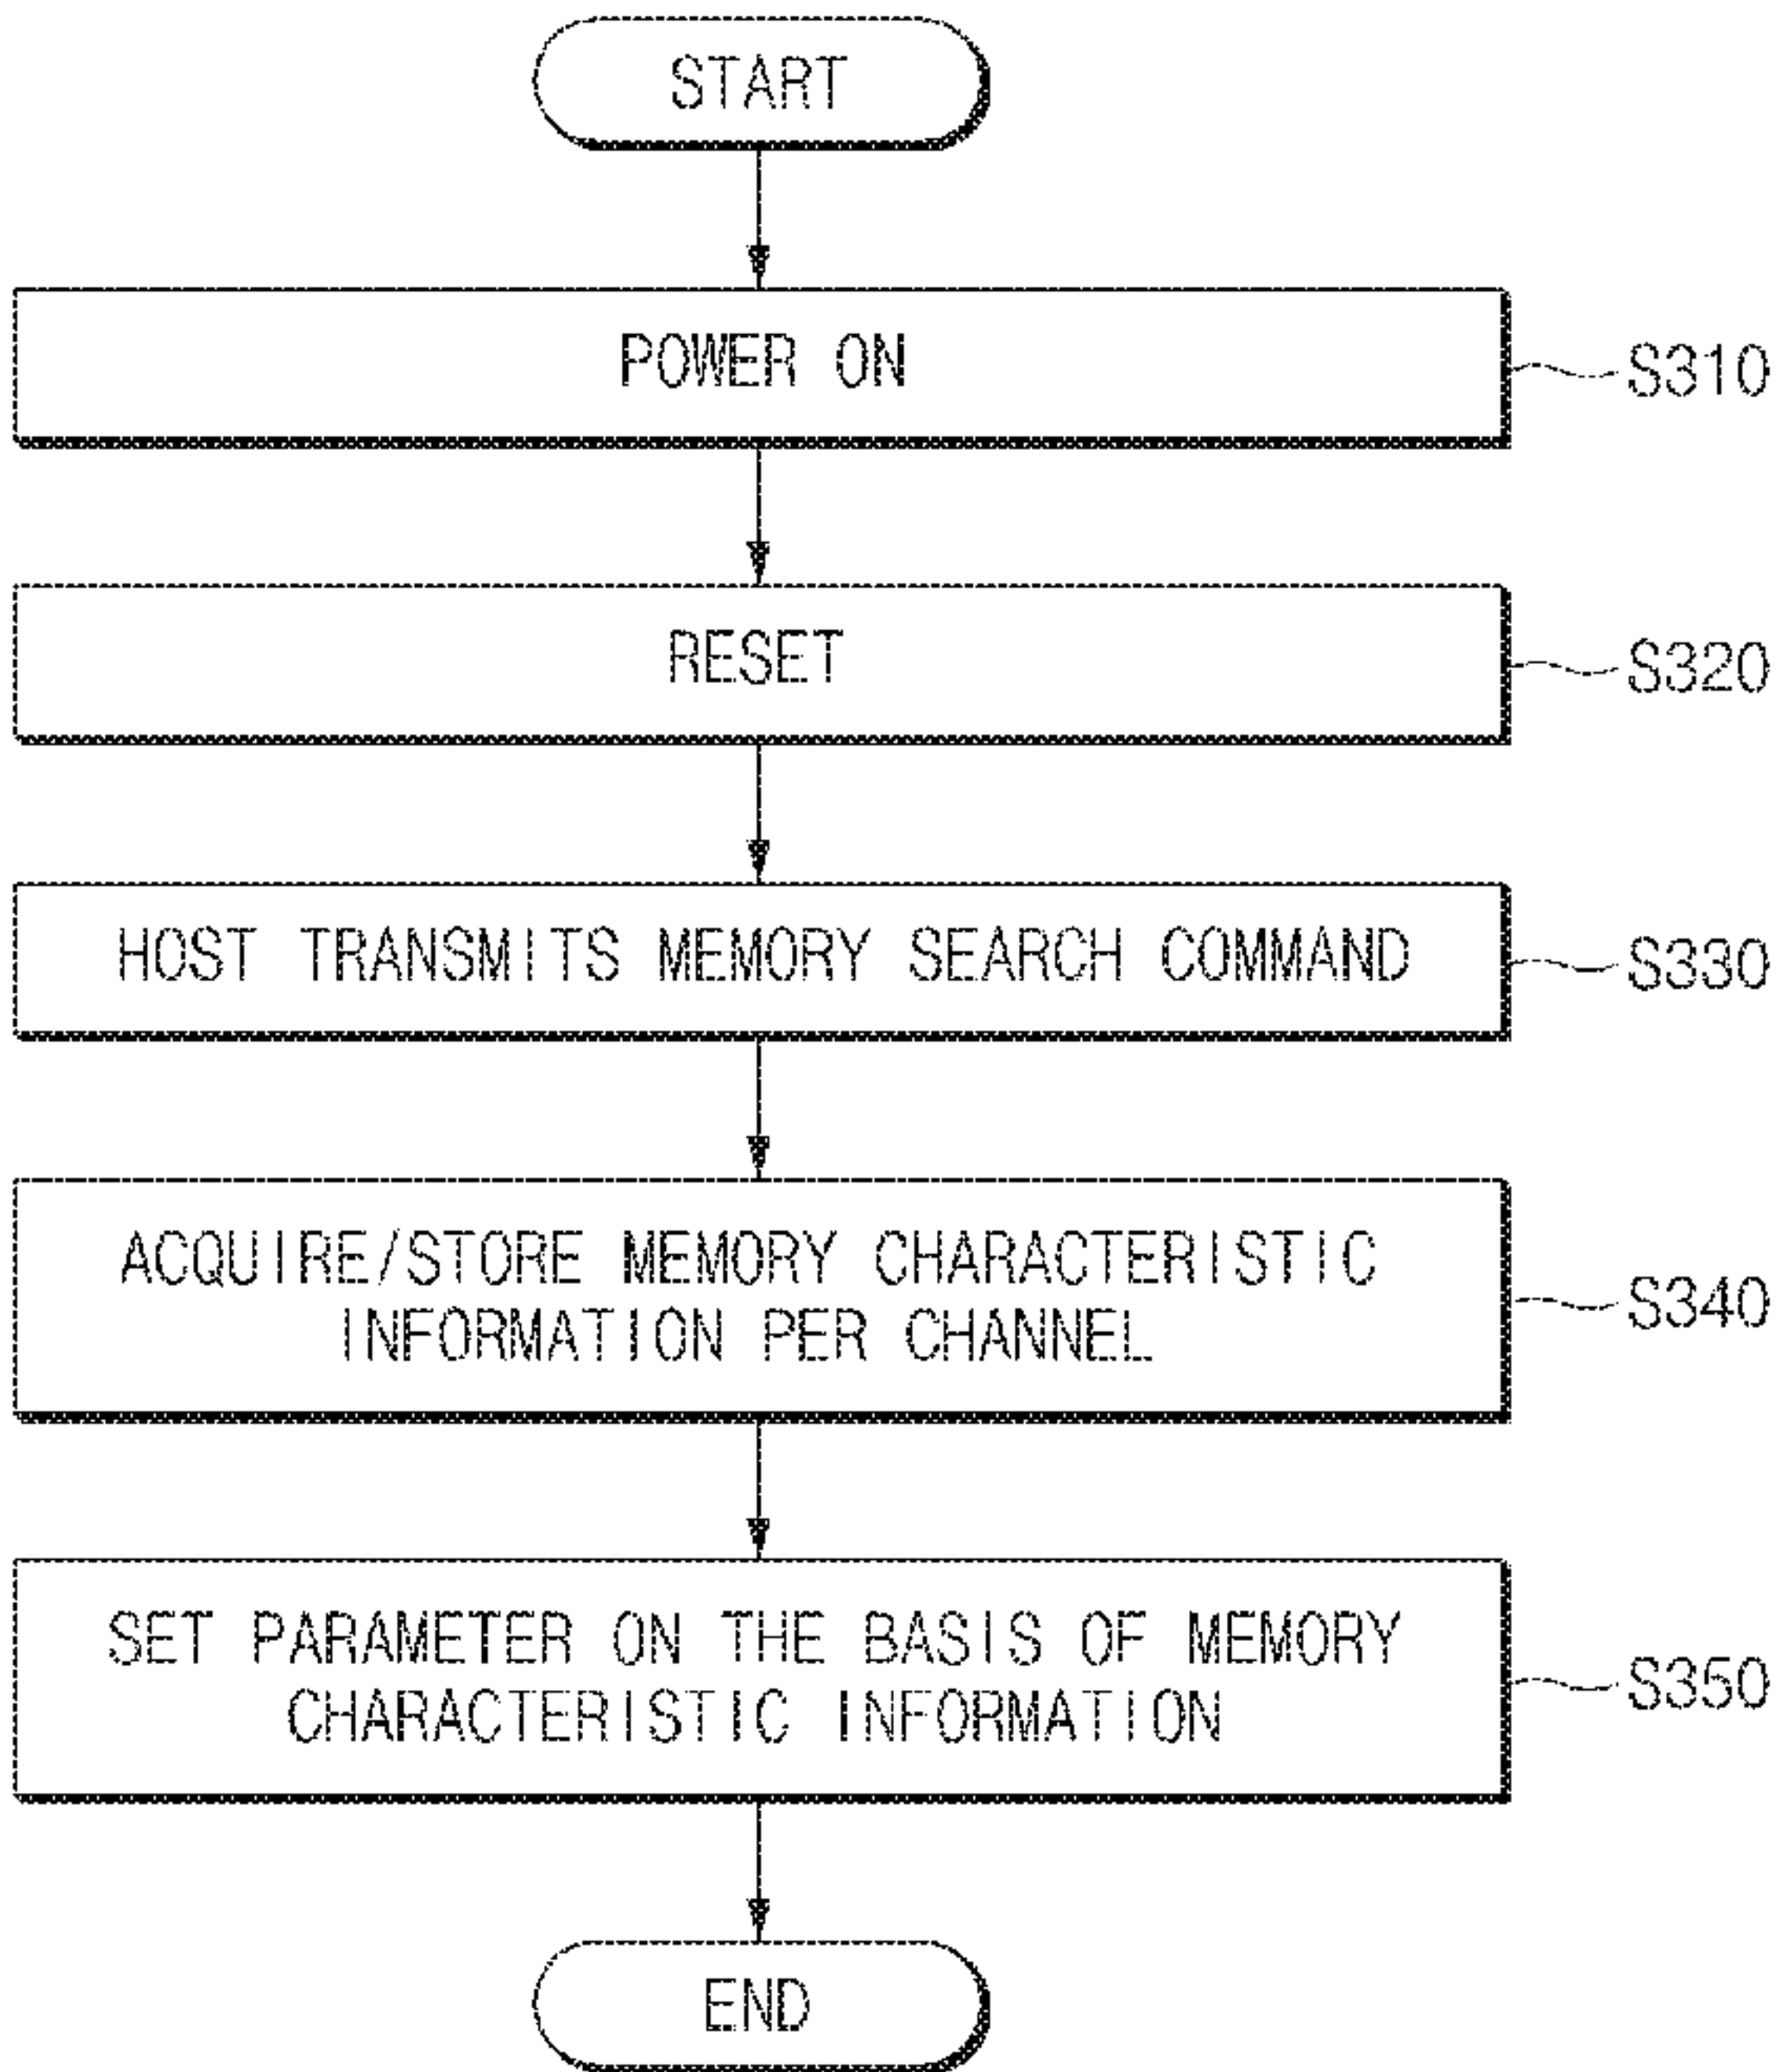 START
POWER ON
S310
RESET
S320
HOST TRANSMITS MEMORY SEARCH COMMAND
S330
ACQUIRE/STORE MEMORY CHARACTERISTIC
INFORMATION PER CHANNEL
S340
SET PARAMETER ON THE BASIS OF MEMORY
CHARACTERISTIC INFORMATION
S350
END